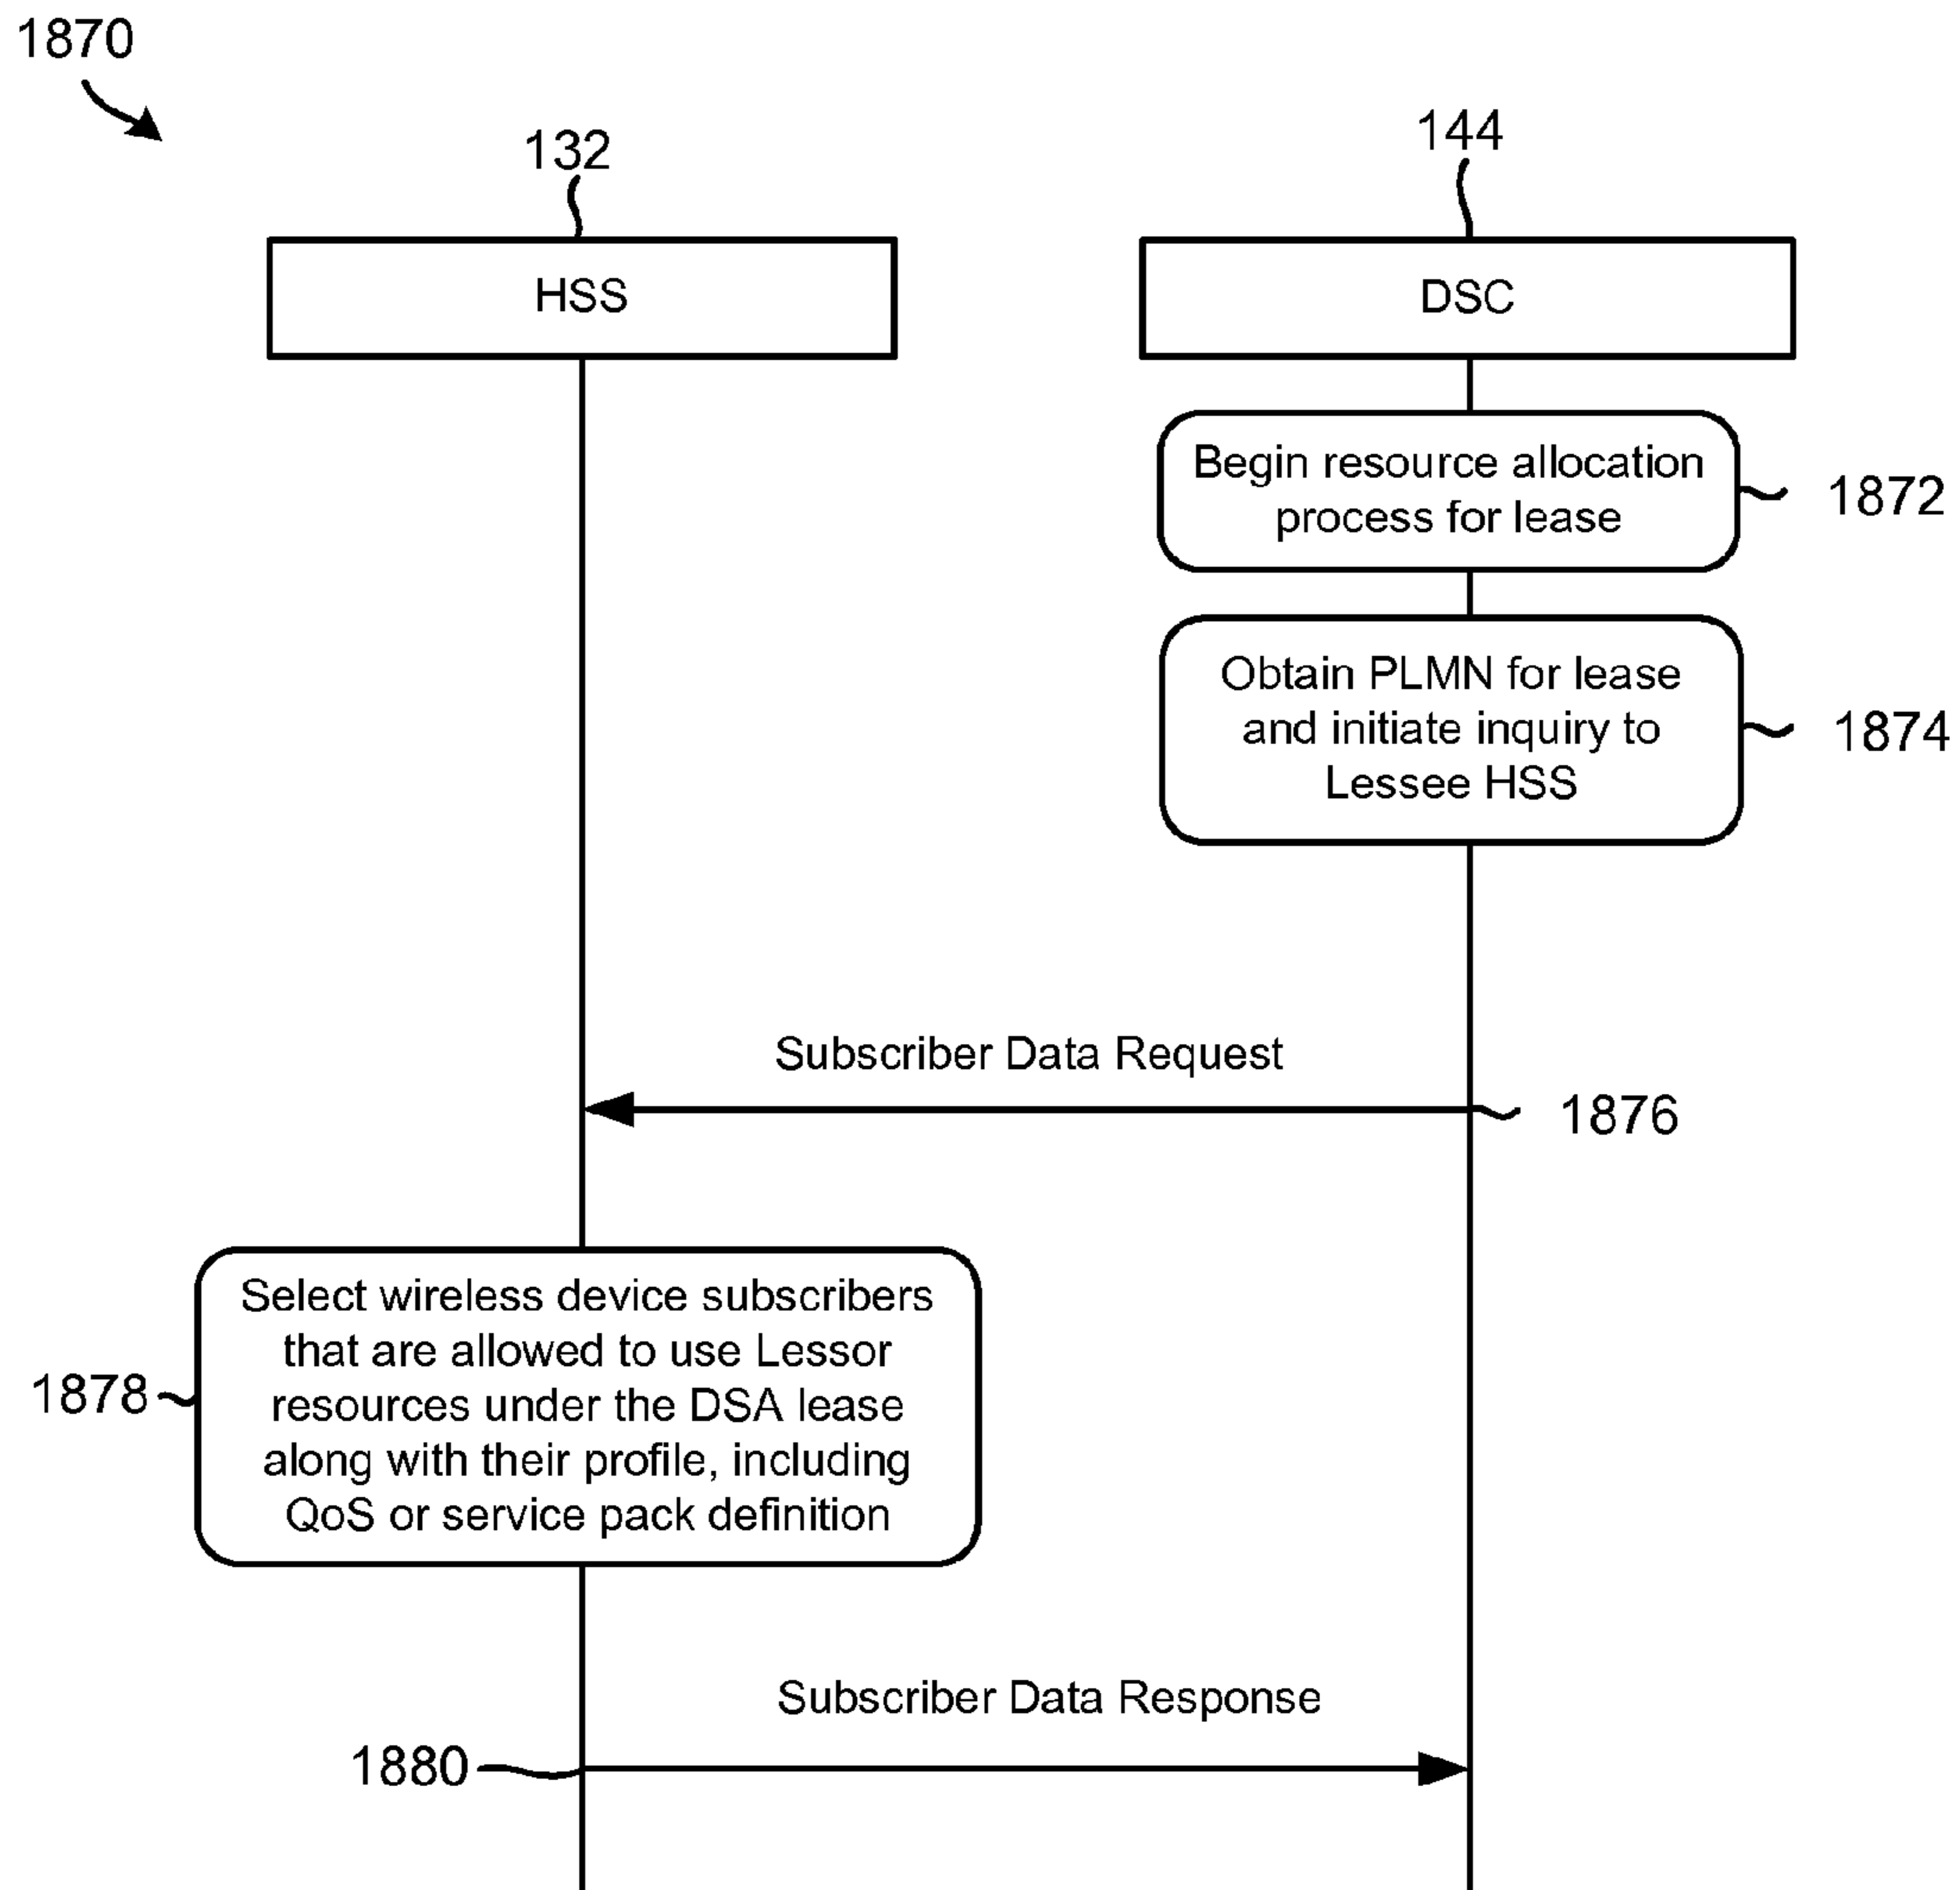 1870
132
144
HSS
DSC
Begin resource allocation
process for lease
1872
Obtain PLMN for lease
and initiate inquiry to
Lessee HSS
1874
Subscriber Data Request
1876
Select wireless device subscribers
that are allowed to use Lessor
resources under the DSA lease
along with their profile, including
QoS or service pack definition
1878
Subscriber Data Response
1880